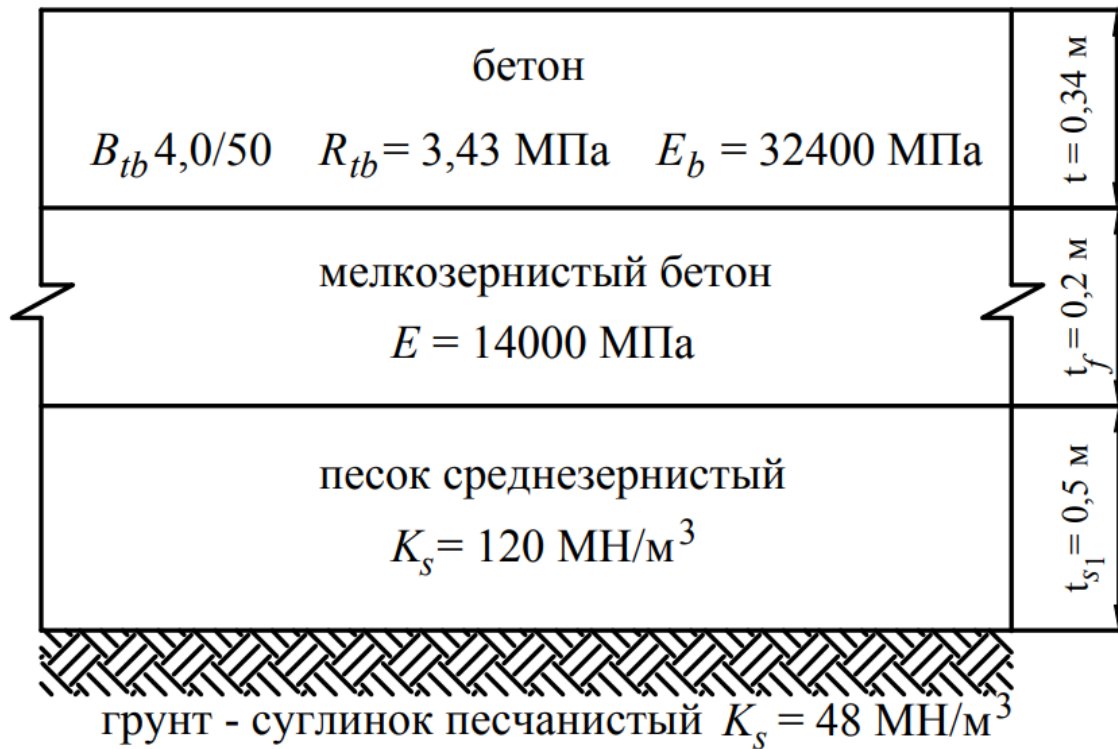 бетон
B_tb 4,0/50 R_tb = 3,43 МПа E_b = 32400 МПа
t = 0,34 м
мелкозернистый бетон
E = 14000 МПа
t_f = 0,2 м
песок среднезернистый
K_s = 120 МН/м³
t_s1 = 0,5 м
грунт - суглинок песчанистый K_s = 48 МН/м³